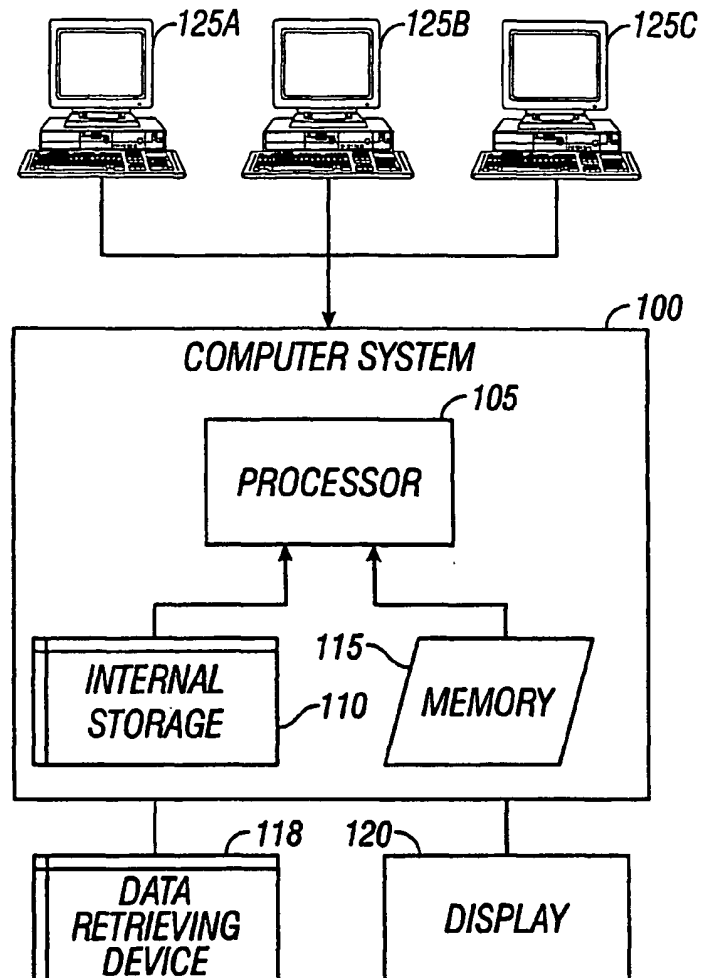 125A
125B
125C
100
COMPUTER SYSTEM
105
PROCESSOR
115
INTERNAL
STORAGE
110
MEMORY
118
120
DATA
RETRIEVING
DEVICE
DISPLAY